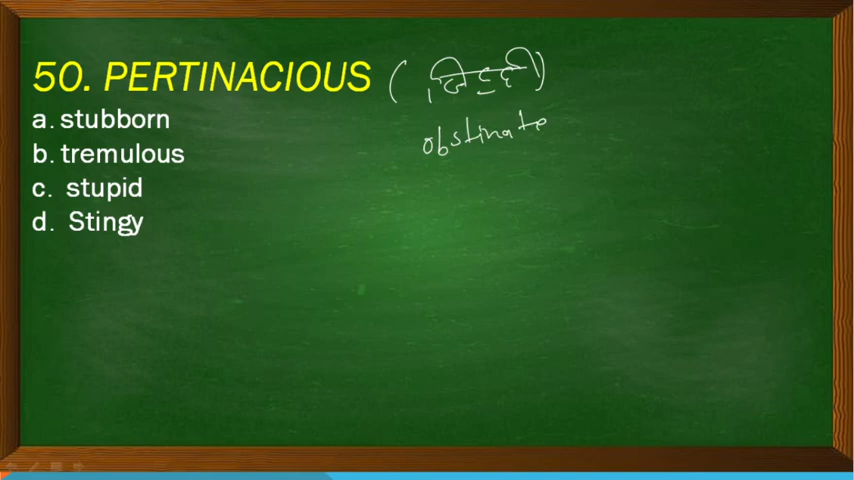 50. PERTINACIOUS (जिद्दी)
obstinate
a. stubborn
b. tremulous
c. stupid
d. Stingy